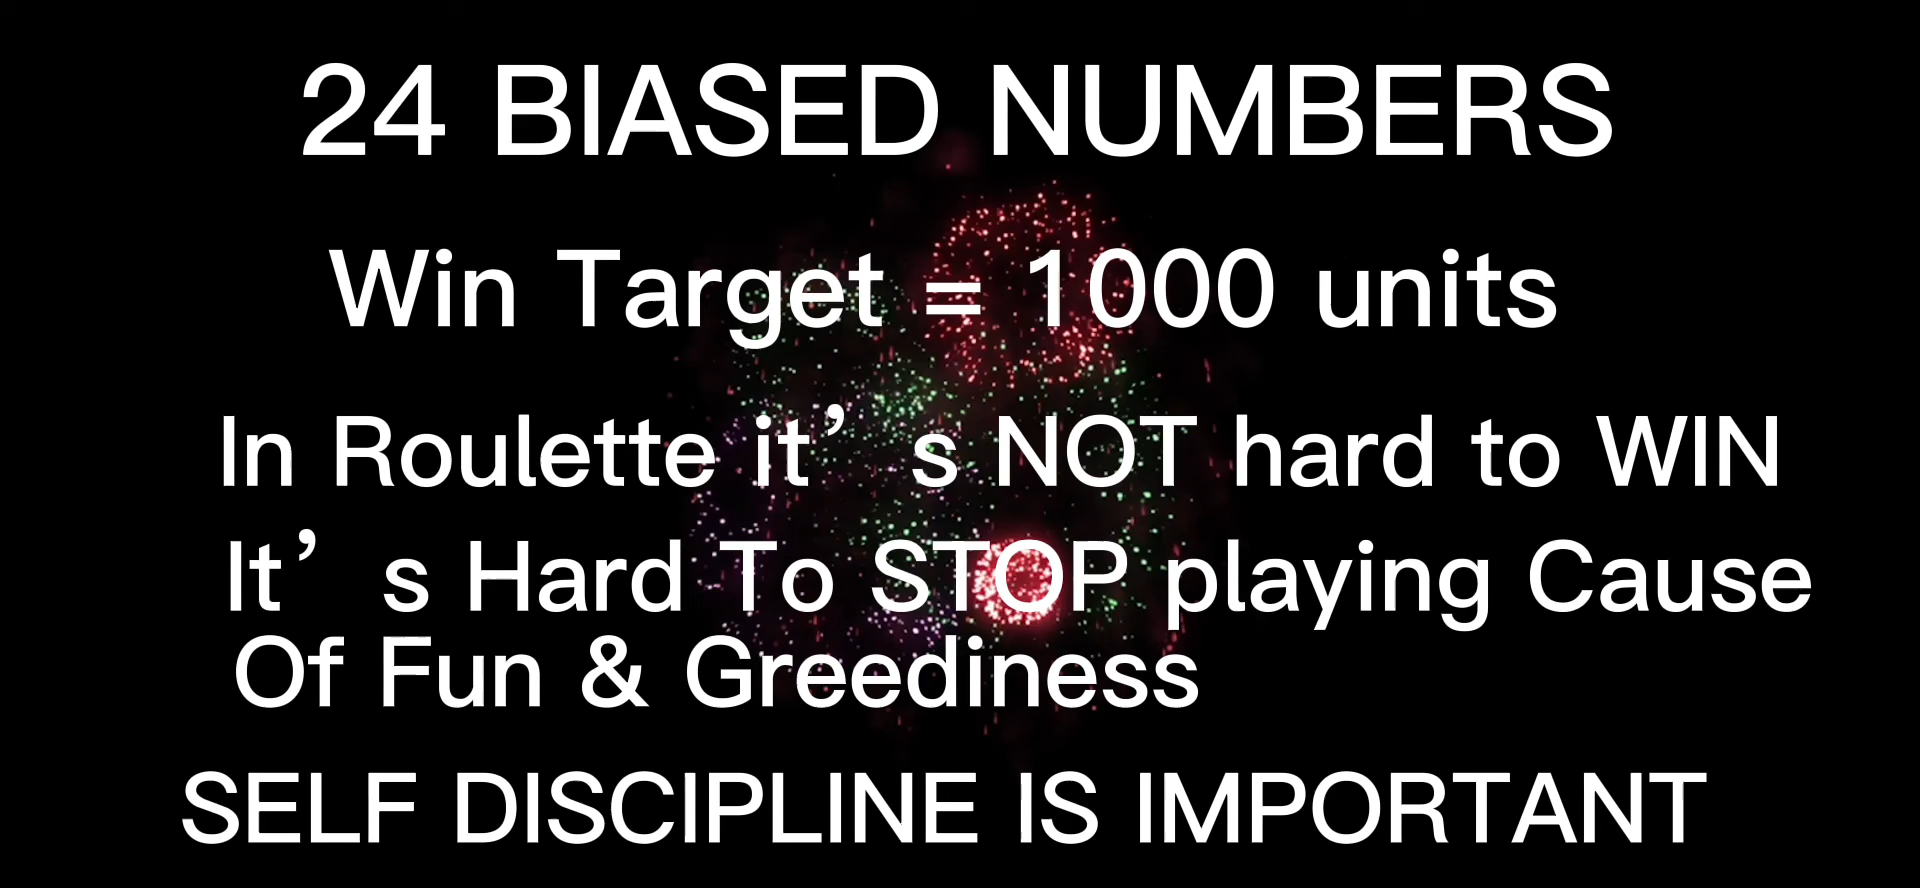 24 BIASED NUMBERS
Win Target = 1000 units
In Roulette it’s NOT hard to WIN
It’s Hard To STOP playing Cause
Of Fun & Greediness
SELF DISCIPLINE IS IMPORTANT